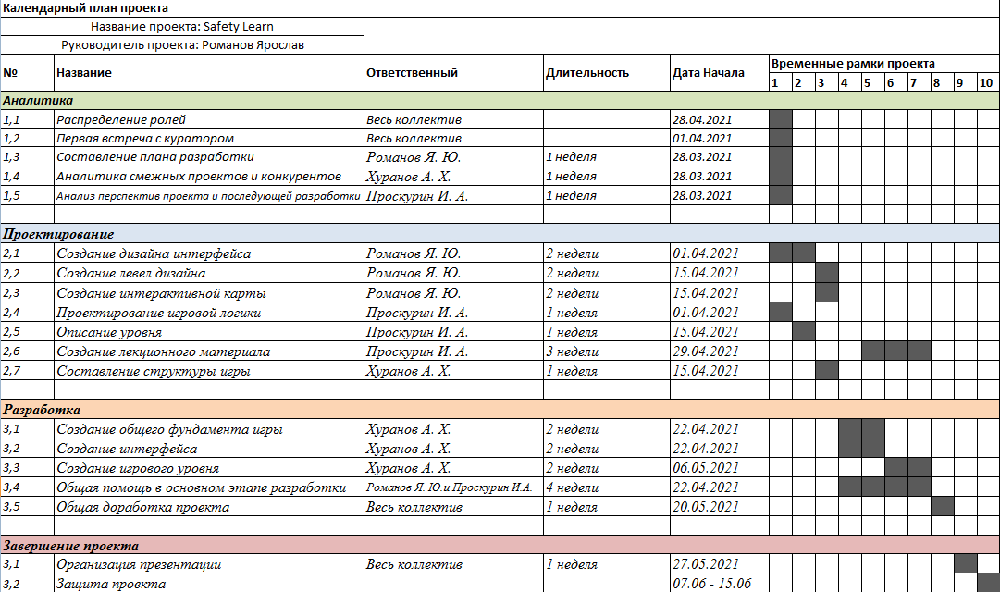 Календарный план проекта
Название проекта: Safety Learn
Руководитель проекта: Романов Ярослав
№ Название Ответственный Длительность Дата Начала Временные рамки проекта
1 2 3 4 5 6 7 8 9 10
Аналитика
1,1 Распределение ролей Весь коллектив 28.04.2021
1,2 Первая встреча с куратором Весь коллектив 01.04.2021
1,3 Составление плана разработки Романов Я. Ю. 1 неделя 28.03.2021
1,4 Аналитика смежных проектов и конкурентов Хуранов А. Х. 1 неделя 28.03.2021
1,5 Анализ перспектив проекта и последующей разработки Проскурин И. А. 1 неделя 28.03.2021
Проектирование
2,1 Создание дизайна интерфейса Романов Я. Ю. 2 недели 01.04.2021
2,2 Создание левел дизайна Романов Я. Ю. 2 недели 15.04.2021
2,3 Создание интерактивной карты Романов Я. Ю. 2 недели 15.04.2021
2,4 Проектирование игровой логики Проскурин И. А. 1 неделя 01.04.2021
2,5 Описание уровня Проскурин И. А. 1 неделя 15.04.2021
2,6 Создание лекционного материала Проскурин И. А. 3 недели 29.04.2021
2,7 Составление структуры игры Хуранов А. Х. 1 неделя 15.04.2021
Разработка
3,1 Создание общего фундамента игры Хуранов А. Х. 2 недели 22.04.2021
3,2 Создание интерфейса Хуранов А. Х. 2 недели 22.04.2021
3,3 Создание игрового уровня Хуранов А. Х. 2 недели 06.05.2021
3,4 Общая помощь в основном этапе разработки Романов Я. Ю.и Проскурин И.А. 4 недели 22.04.2021
3,5 Общая доработка проекта Весь коллектив 1 неделя 20.05.2021
Завершение проекта
3,1 Организация презентации Весь коллектив 1 неделя 27.05.2021
3,2 Защита проекта 07.06 - 15.06